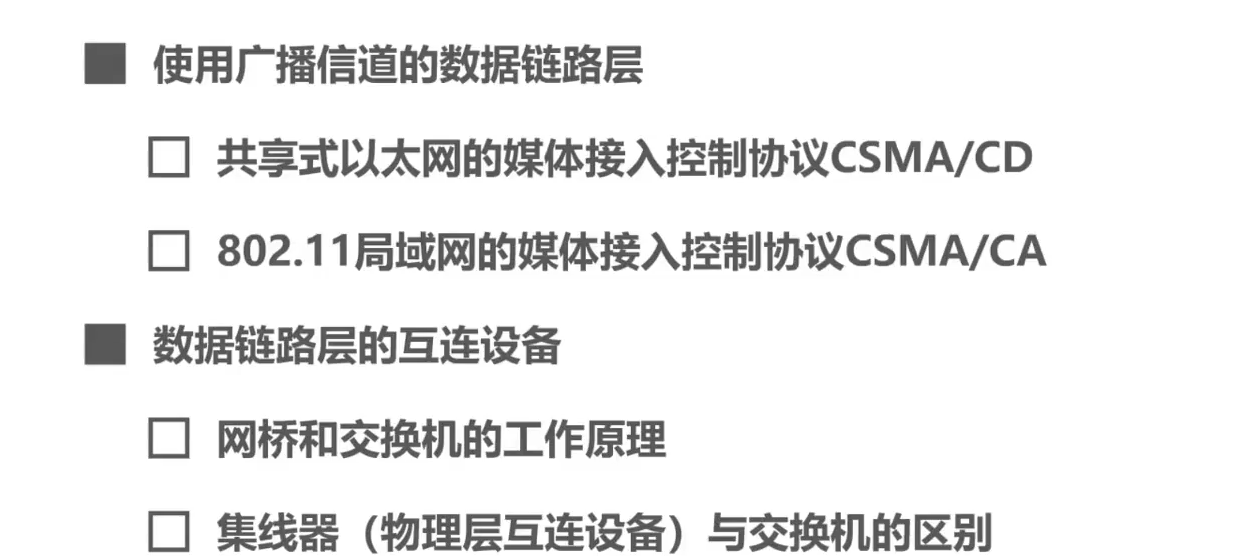 使用广播信道的数据链路层
共享式以太网的媒体接入控制协议CSMA/CD
802.11局域网的媒体接入控制协议CSMA/CA
数据链路层的互连设备
网桥和交换机的工作原理
集线器（物理层互连设备）与交换机的区别